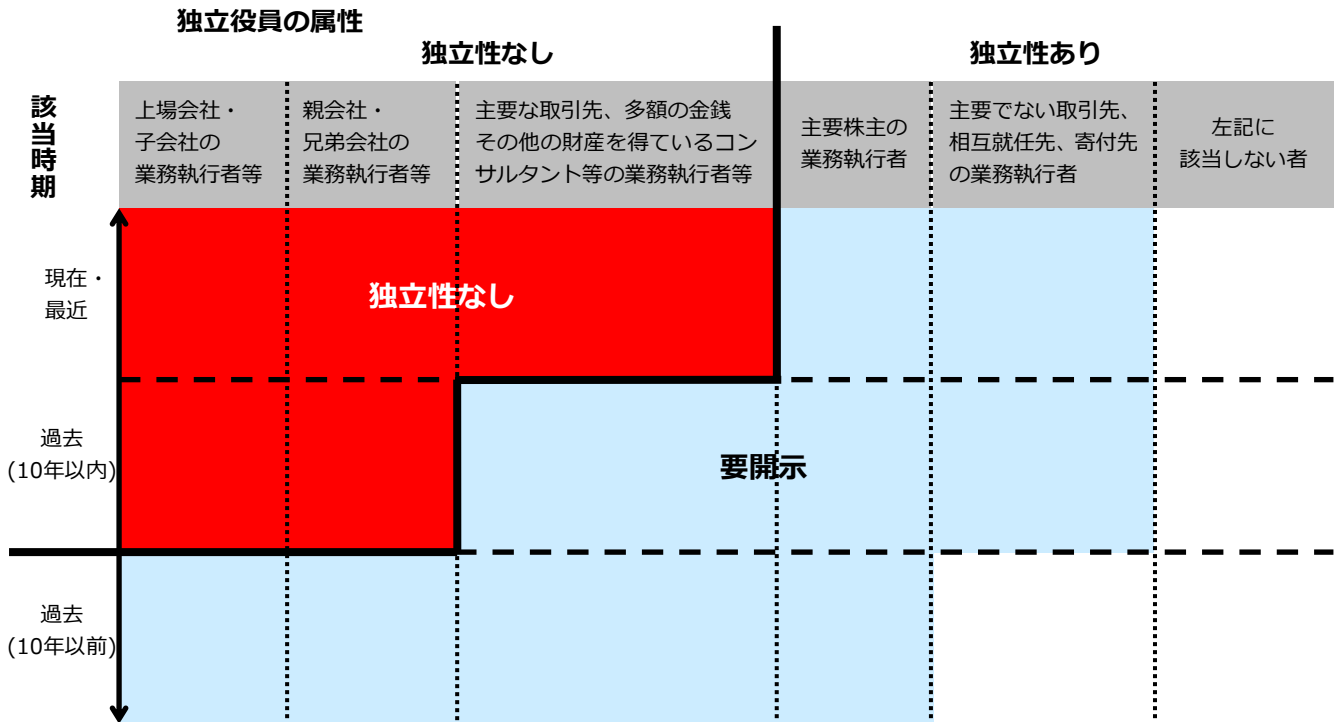 独立役員の属性
独立性なし
独立性あり
該当時期
上場会社・
子会社の
業務執行者等
親会社・
兄弟会社の
業務執行者等
主要な取引先、多額の金銭
その他の財産を得ているコン
サルタント等の業務執行者等
主要株主の
業務執行者
主要でない取引先、
相互就任先、寄付先
の業務執行者
左記に
該当しない者
現在・
最近
独立性なし
過去
(10年以内)
要開示
過去
(10年以前)